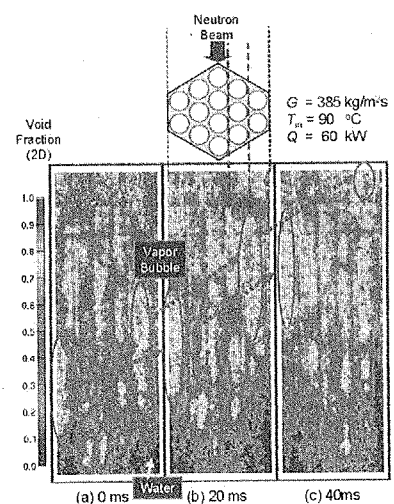 Neutron
Beam
G = 385 kg/m²s
Tin = 90 °C
Q = 60 kW
Void
Fraction
(2D)
1.0
0.9
0.8
0.7
0.6
0.5
0.4
0.3
0.2
0.1
0.0
Vapor
Bubble
Water
(a) 0 ms
(b) 20 ms
(c) 40ms